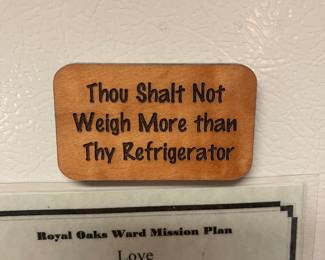 Thou Shalt Not
Weigh More than
Thy Refrigerator
Royal Oaks Ward Mission Plan
Love